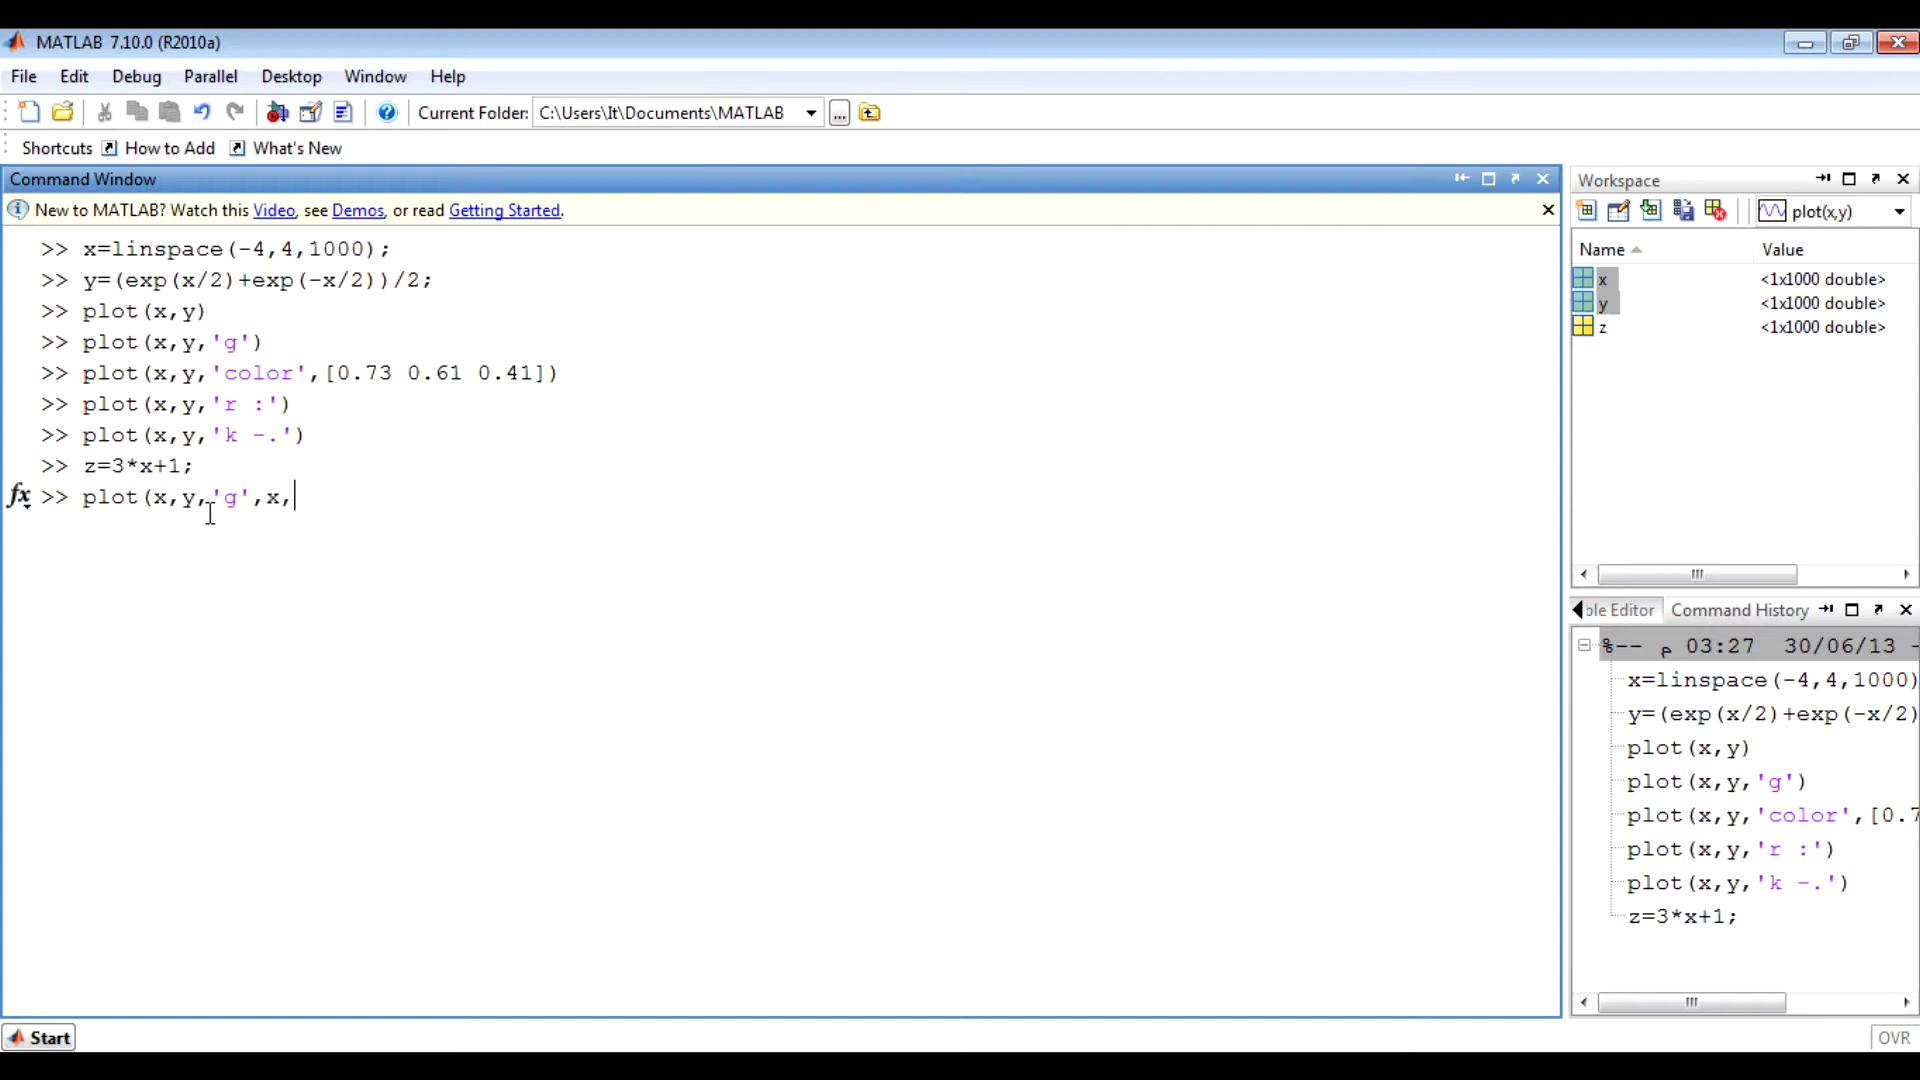 MATLAB 7.10.0 (R2010a)
File Edit Debug Parallel Desktop Window Help
Current Folder: C:\Users\It\Documents\MATLAB
...
Shortcuts How to Add What's New
Command Window
New to MATLAB? Watch this Video, see Demos, or read Getting Started.
>> x=linspace(-4,4,1000);
>> y=(exp(x/2)+exp(-x/2))/2;
>> plot(x,y)
>> plot(x,y,'g')
>> plot(x,y,'color',[0.73 0.61 0.41])
>> plot(x,y,'r :')
>> plot(x,y,'k -.')
>> z=3*x+1;
fx >> plot(x,y,'g',x,
Workspace
plot(x,y)
Name Value
x <1x1000 double>
y <1x1000 double>
z <1x1000 double>
ble Editor Command History
%-- م 03:27 30/06/13 -
x=linspace(-4,4,1000)
y=(exp(x/2)+exp(-x/2)
plot(x,y)
plot(x,y,'g')
plot(x,y,'color',[0.7
plot(x,y,'r :')
plot(x,y,'k -.')
z=3*x+1;
Start
OVR